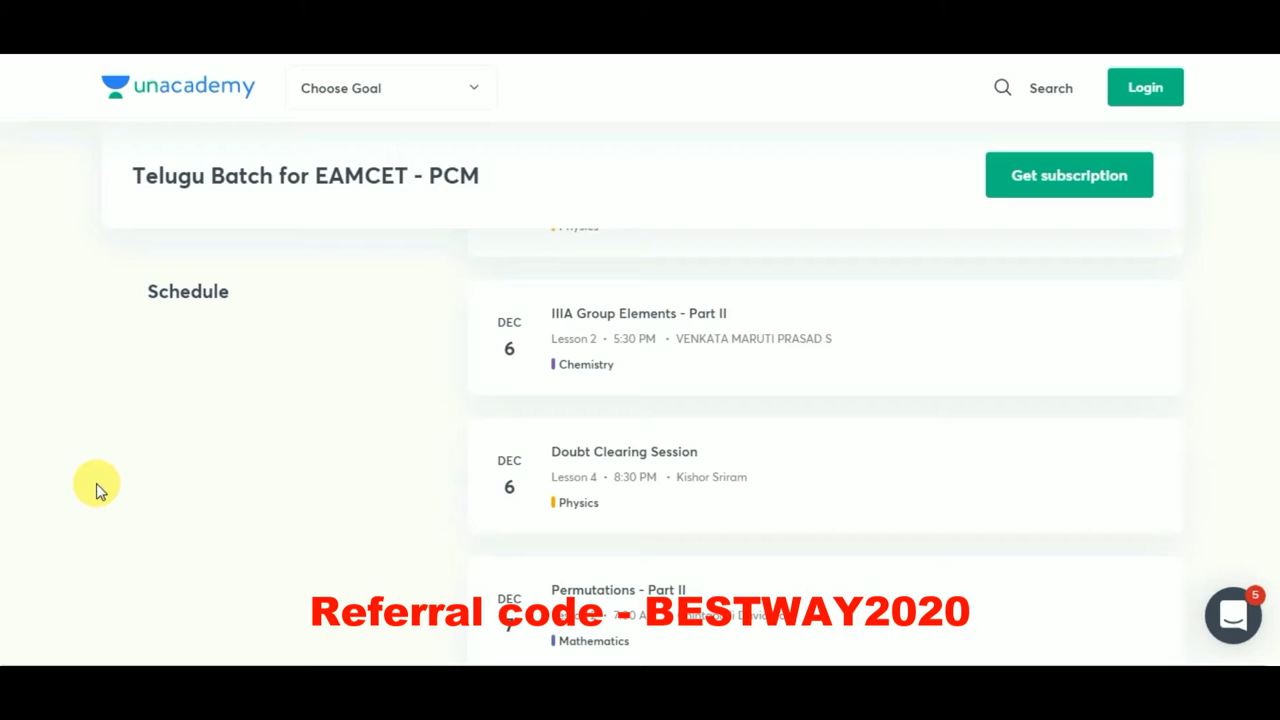 unacademy
Choose Goal
Search
Login
Telugu Batch for EAMCET - PCM
Get subscription
Physics
Schedule
DEC
6
IIIA Group Elements - Part II
Lesson 2 • 5:30 PM • VENKATA MARUTI PRASAD S
Chemistry
DEC
6
Doubt Clearing Session
Lesson 4 • 8:30 PM • Kishor Sriram
Physics
DEC
7
Permutations - Part II
Mathematics
Referral code - BESTWAY2020
5